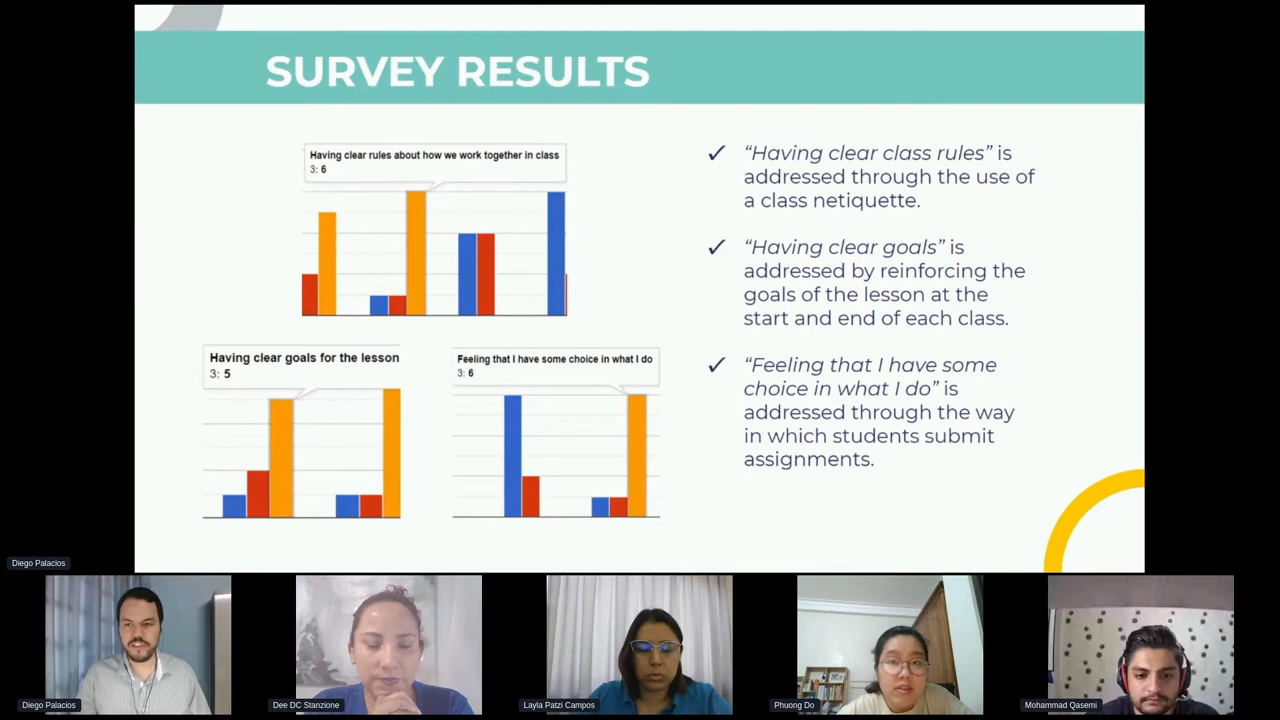 SURVEY RESULTS
Having clear rules about how we work together in class
3: 6
Having clear goals for the lesson
3: 5
Feeling that I have some choice in what I do
3: 6
✓ “Having clear class rules” is
addressed through the use of
a class netiquette.
✓ “Having clear goals” is
addressed by reinforcing the
goals of the lesson at the
start and end of each class.
✓ “Feeling that I have some
choice in what I do” is
addressed through the way
in which students submit
assignments.
Diego Palacios
Diego Palacios
Dee DC Stanzione
Layla Patzi Campos
Phuong Do
Mohammad Qasemi